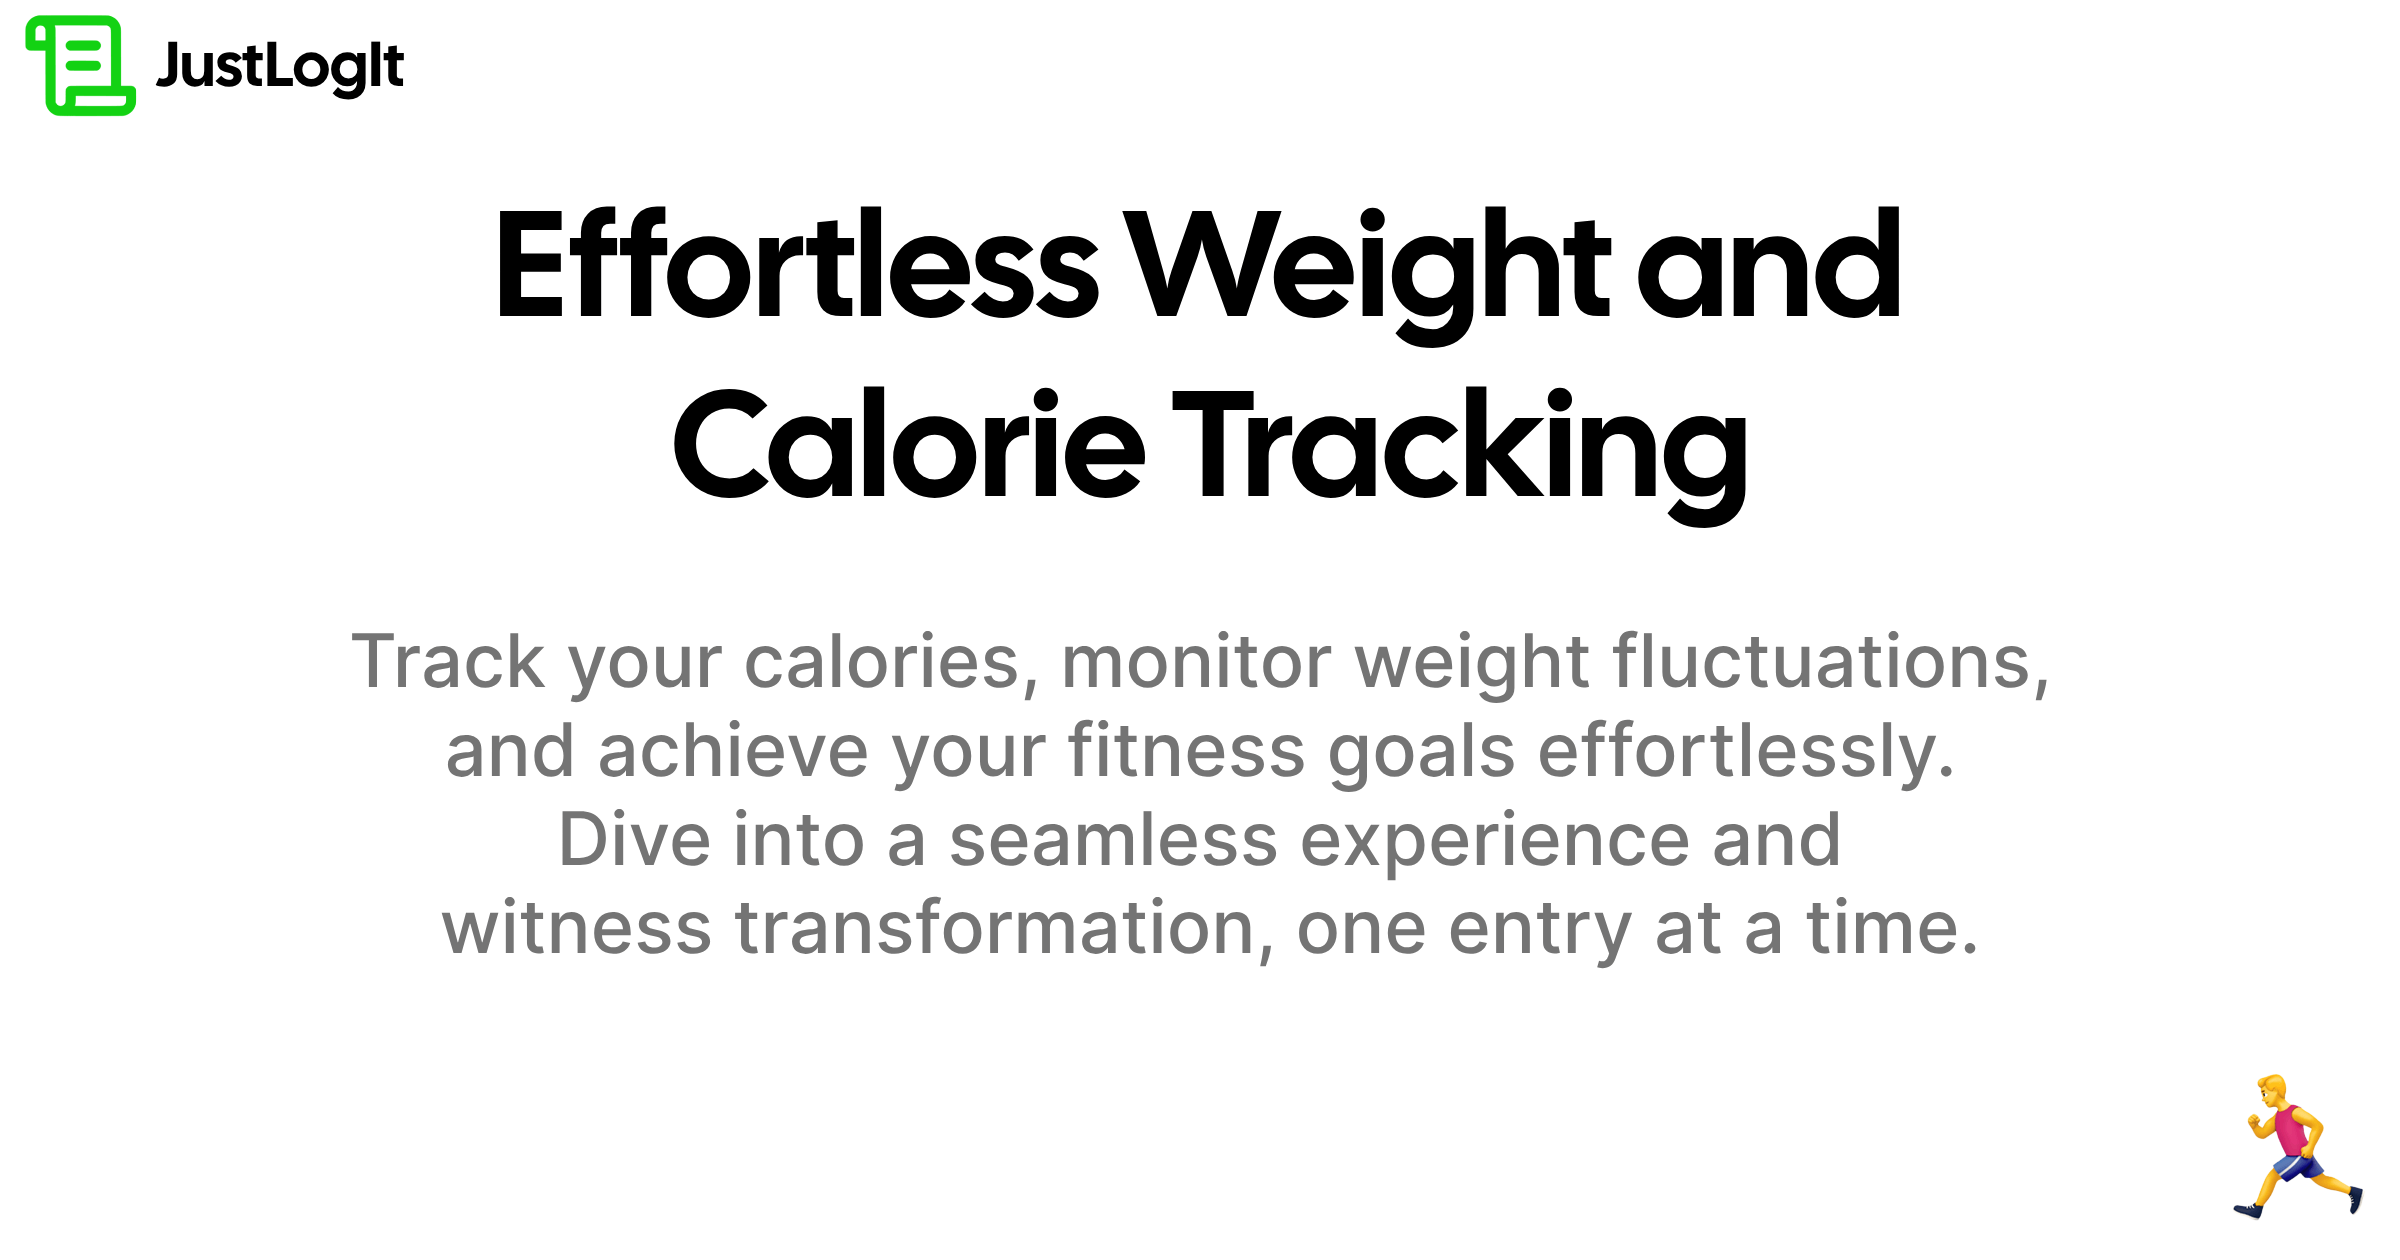 JustLogIt
Effortless Weight and
Calorie Tracking
Track your calories, monitor weight fluctuations,
and achieve your fitness goals effortlessly.
Dive into a seamless experience and
witness transformation, one entry at a time.